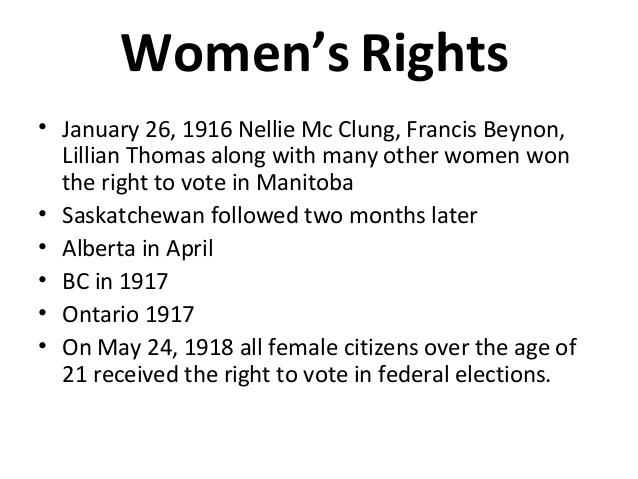 Women’s Rights
• January 26, 1916 Nellie Mc Clung, Francis Beynon,
Lillian Thomas along with many other women won
the right to vote in Manitoba
• Saskatchewan followed two months later
• Alberta in April
• BC in 1917
• Ontario 1917
• On May 24, 1918 all female citizens over the age of
21 received the right to vote in federal elections.